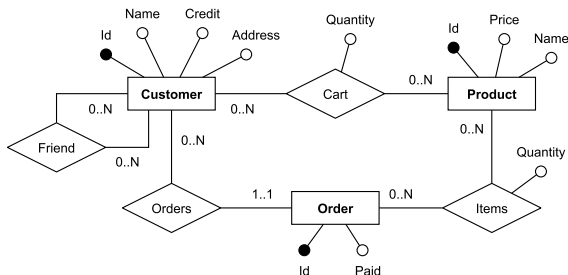 Name Credit
Id Address
Quantity
Id Price Name
Customer 0..N Cart 0..N Product
0..N 0..N 0..N
Friend 0..N
Quantity
Orders 1..1 Order 0..N Items
Id Paid